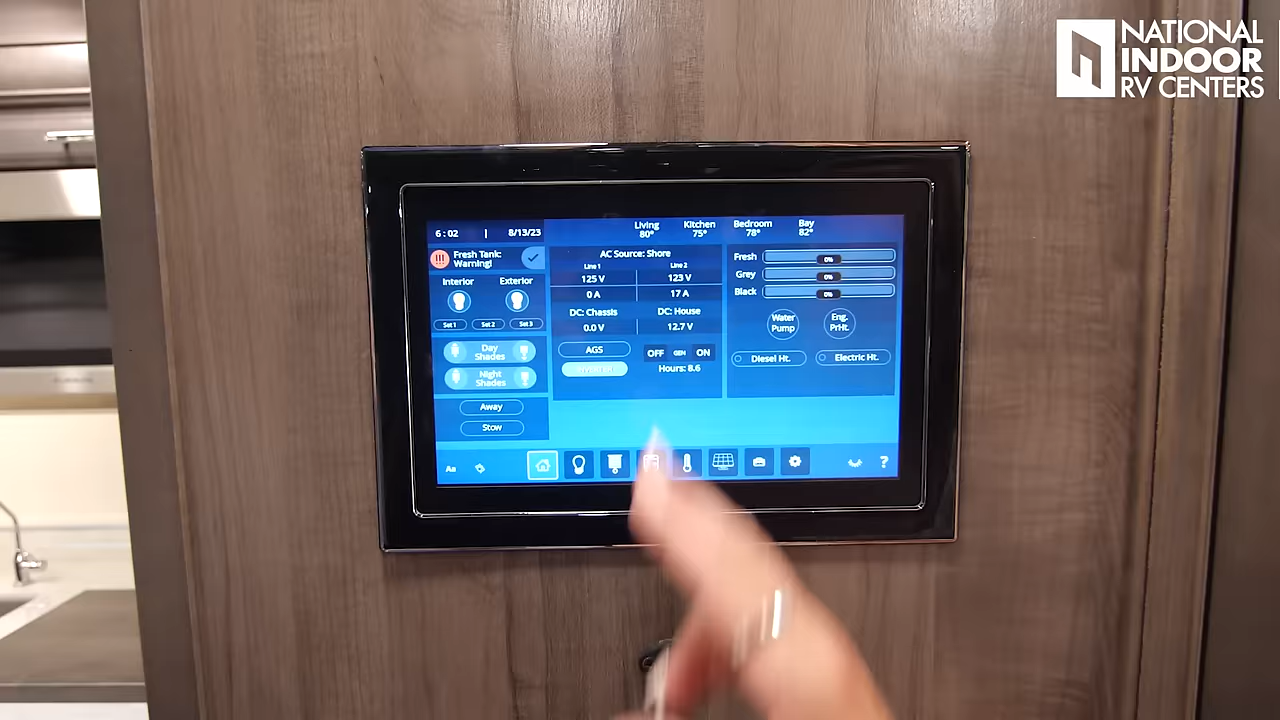 NATIONAL
INDOOR
RV CENTERS
6:02 | 8/13/23
Living
80°
Kitchen
75°
Bedroom
78°
Bay
82°
Fresh Tank:
Warning!
Interior
Exterior
Set 1
Set 2
Set 3
Day
Shades
Night
Shades
Away
Stow
AC Source: Shore
Line 1
Line 2
125 V
123 V
0 A
17 A
DC: Chassis
DC: House
0.0 V
12.7 V
AGS
OFF GEN ON
Hours: 8.6
Fresh 0%
Grey 0%
Black 0%
Water
Pump
Eng.
PrHt.
Diesel Ht.
Electric Ht.
Aa
?